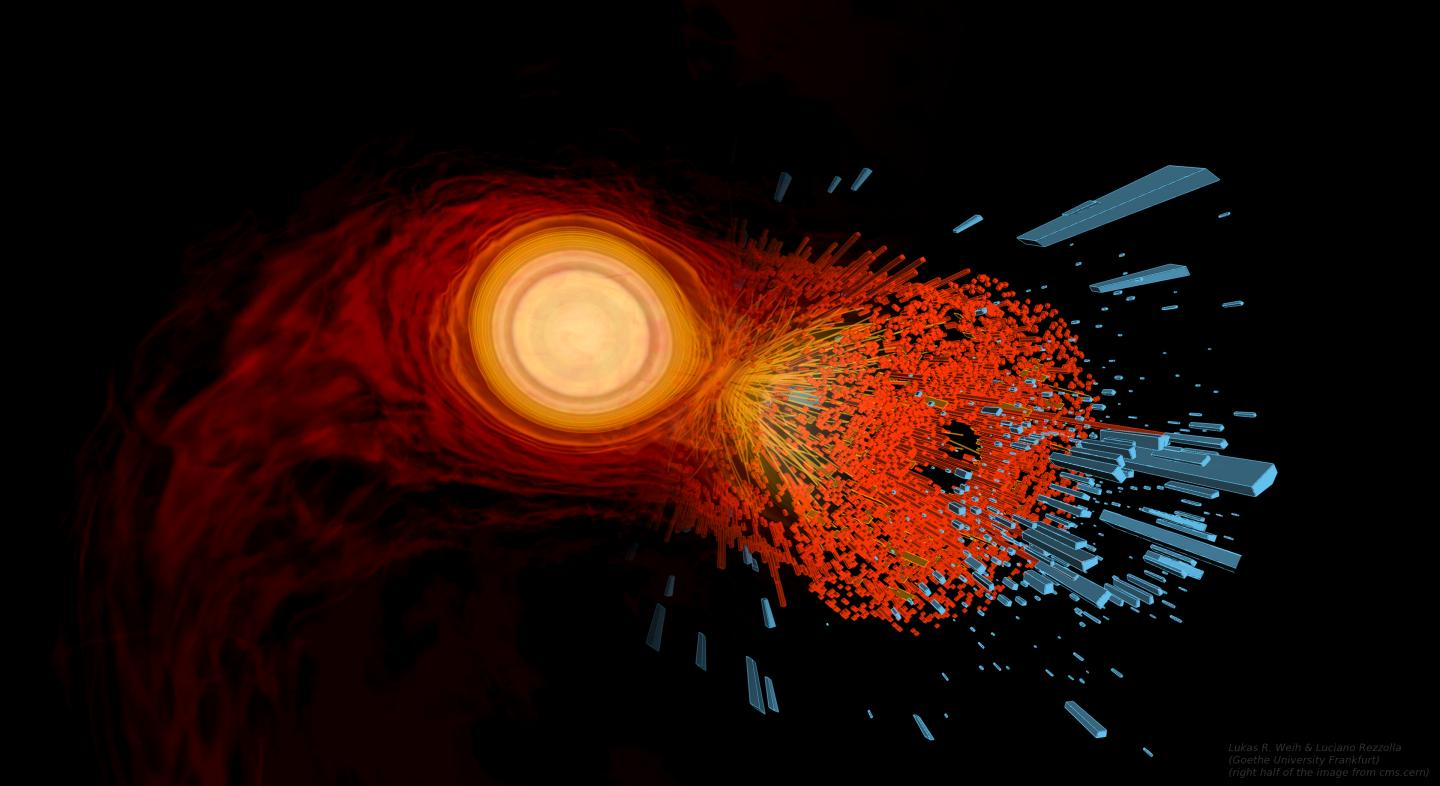 Lukas R. Weih & Luciano Rezzolla
(Goethe University Frankfurt)
(right half of the image from cms.cern)